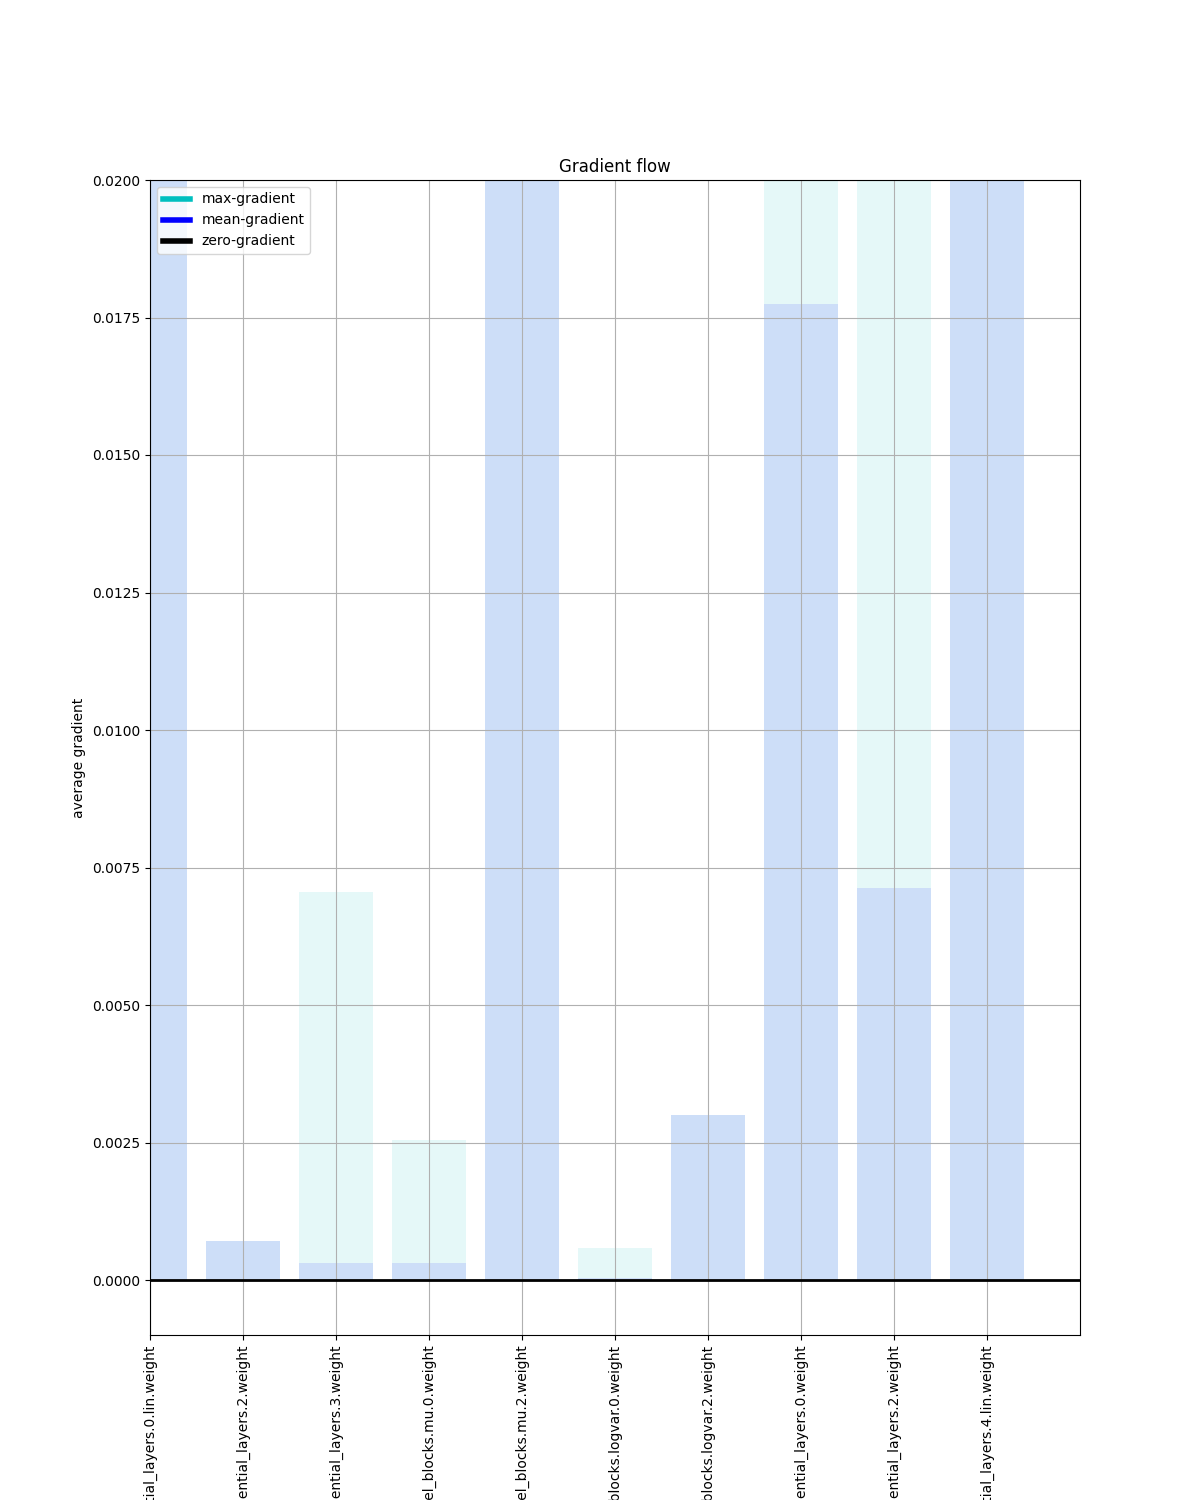 Gradient flow
max-gradient
mean-gradient
zero-gradient
0.0200
0.0175
0.0150
0.0125
0.0100
0.0075
0.0050
0.0025
0.0000
average gradient
tial_layers.0.lin.weight
ential_layers.2.weight
ential_layers.3.weight
el_blocks.mu.0.weight
el_blocks.mu.2.weight
blocks.logvar.0.weight
blocks.logvar.2.weight
ential_layers.0.weight
ential_layers.2.weight
tial_layers.4.lin.weight